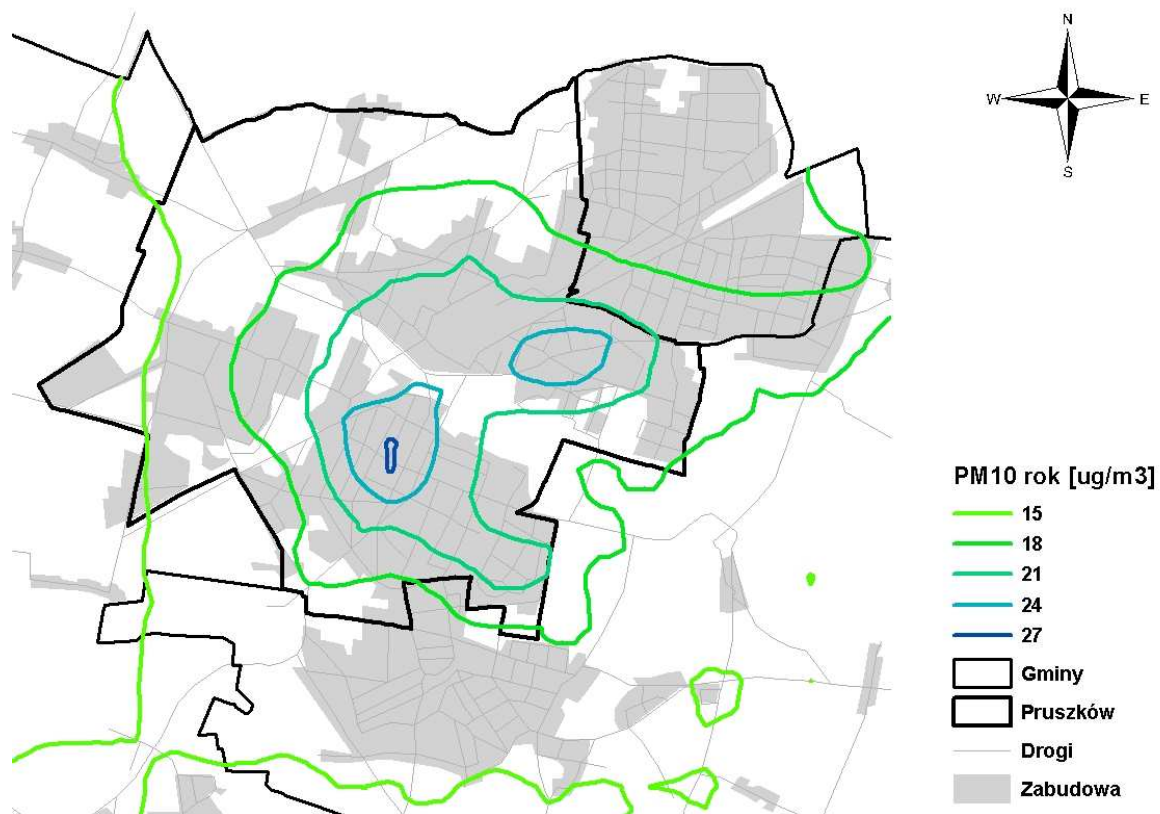 N
W E
S
PM10 rok [ug/m3]
15
18
21
24
27
Gminy
Pruszków
Drogi
Zabudowa